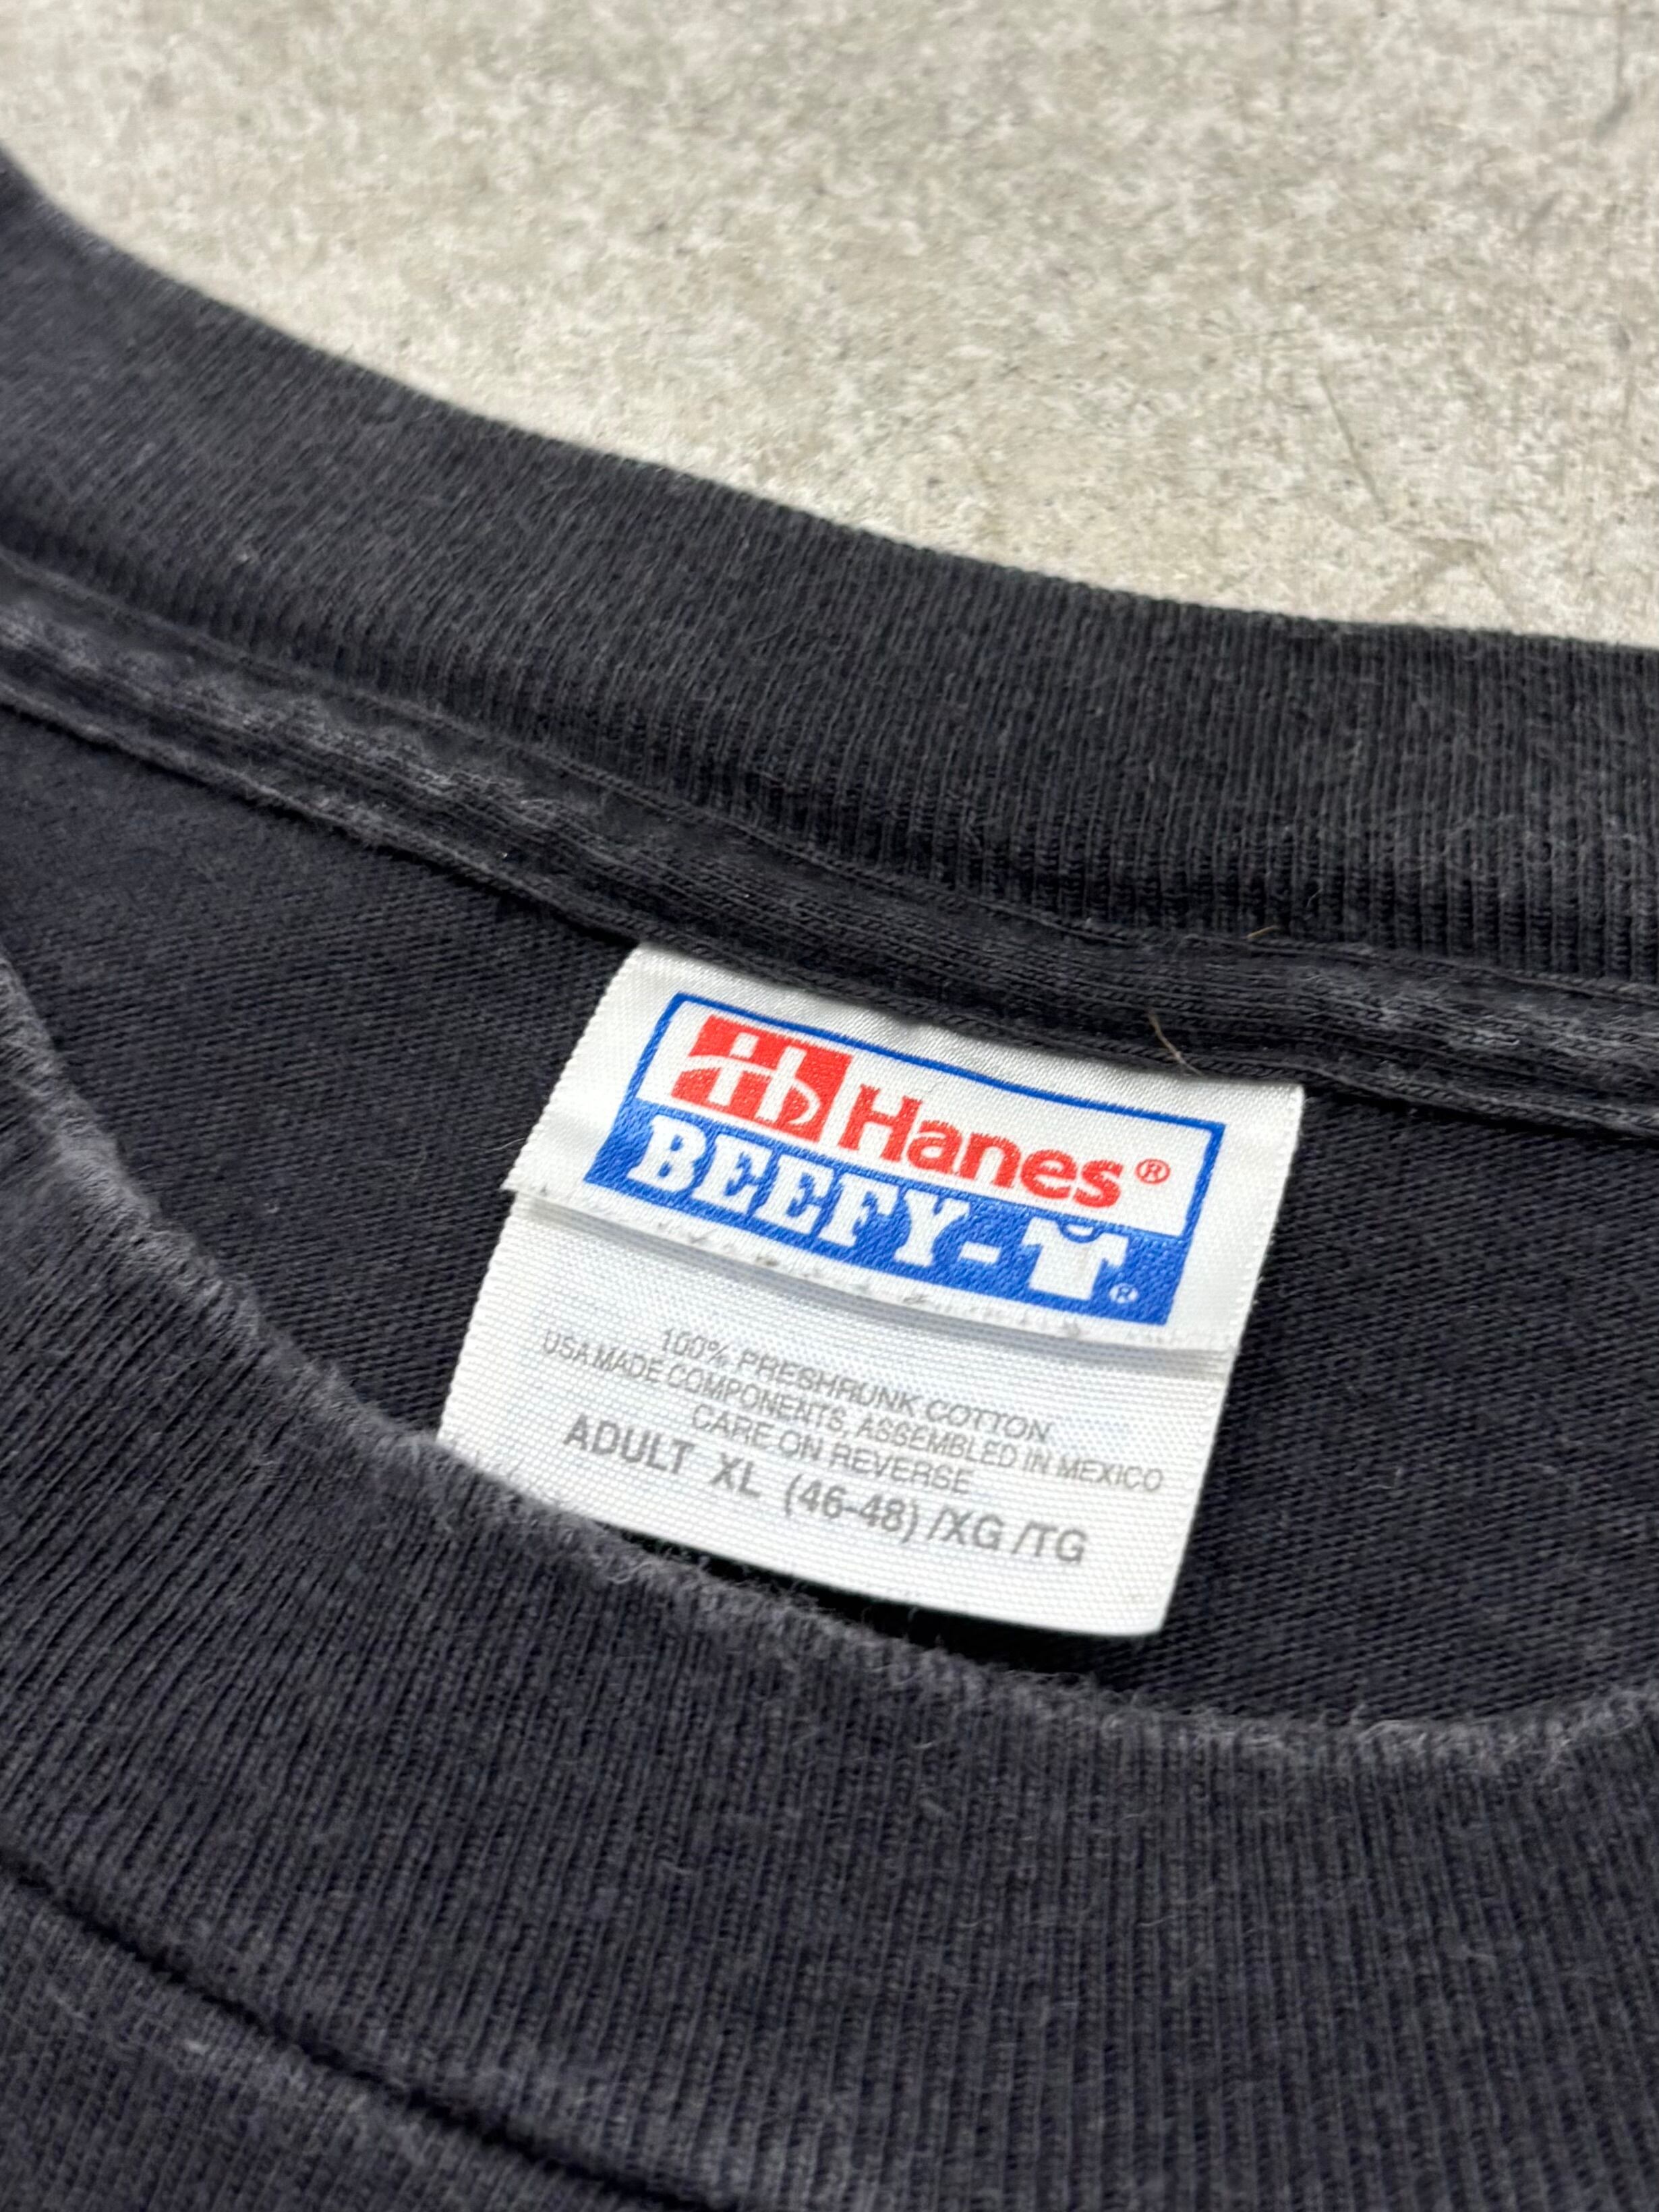 Hanes®
BEEFY-T®
100% PRESHRUNK COTTON
USA MADE COMPONENTS, ASSEMBLED IN MEXICO
CARE ON REVERSE
ADULT XL (46-48) /XG /TG